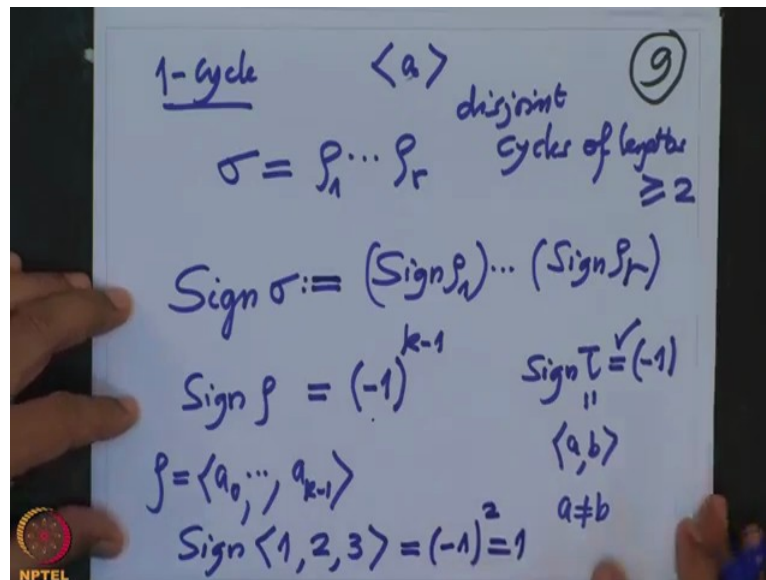 1-cycle <a> 9
disjoint
σ = ρ₁ ⋯ ρᵣ cycles of lengths
≥ 2
Sign σ := (Sign ρ₁) ⋯ (Sign ρᵣ)
Sign ρ = (-1)^{k-1} Sign τ = (-1)
"
<a, b>
ρ = <a₀, ⋯, a_{k-1}> a ≠ b
Sign <1, 2, 3> = (-1)² = 1
NPTEL